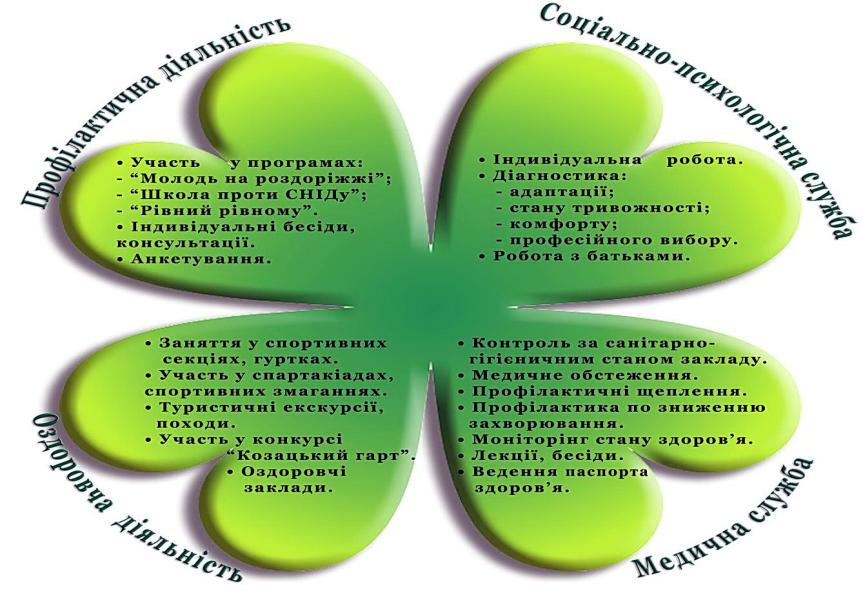 Профілактична діяльність
• Участь у програмах:
- “Молодь на роздоріжжі”;
- “Школа проти СНІДу”;
- “Рівний рівному”.
• Індивідуальні бесіди,
консультації.
• Анкетування.
Соціально-психологічна служба
• Індивідуальна робота.
• Діагностика:
- адаптації;
- стану тривожності;
- комфорту;
- професійного вибору.
• Робота з батьками.
Оздоровча діяльність
• Заняття у спортивних
секціях, гуртках.
• Участь у спартакіадах,
спортивних змаганнях.
• Туристичні екскурсії,
походи.
• Участь у конкурсі
“Козацький гарт”.
• Оздоровчі
заклади.
Медична служба
• Контроль за санітарно-
гігієничним станом закладу.
• Медичне обстеження.
• Профілактичні щеплення.
• Профілактика по зниженню
захворювання.
• Моніторінг стану здоров’я.
• Лекції, бесіди.
• Ведення паспорта
здоров’я.